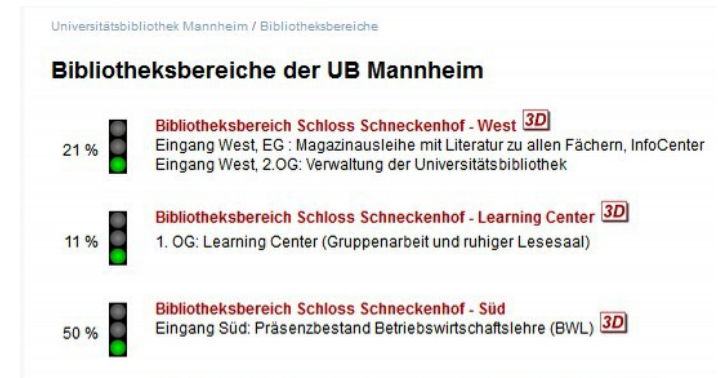 Universitätsbibliothek Mannheim / Bibliotheksbereiche
Bibliotheksbereiche der UB Mannheim
21 %
Bibliotheksbereich Schloss Schneckenhof - West 3D
Eingang West, EG : Magazinausleihe mit Literatur zu allen Fächern, InfoCenter
Eingang West, 2.OG: Verwaltung der Universitätsbibliothek
11 %
Bibliotheksbereich Schloss Schneckenhof - Learning Center 3D
1. OG: Learning Center (Gruppenarbeit und ruhiger Lesesaal)
50 %
Bibliotheksbereich Schloss Schneckenhof - Süd
Eingang Süd: Präsenzbestand Betriebswirtschaftslehre (BWL) 3D